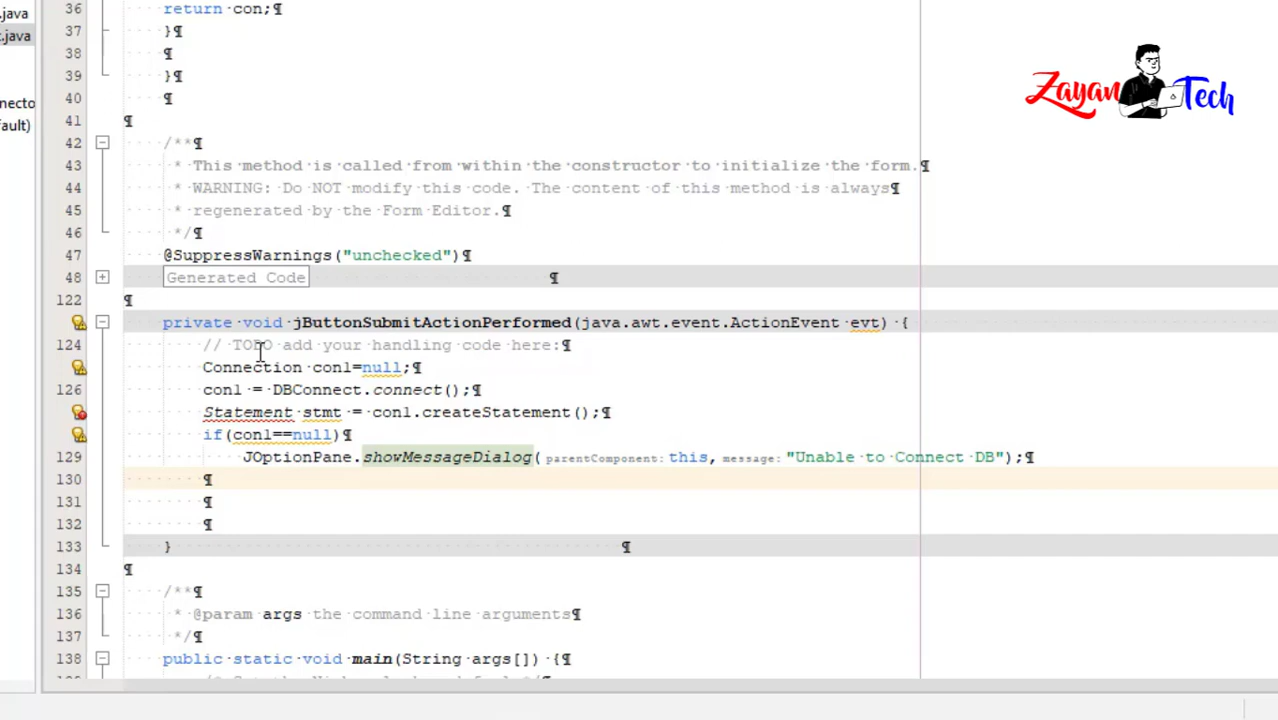 .java
.java
necto
fault)
36 return con;¶
37 }¶
38 ¶
39 }¶
40 ¶
41 ¶
42 /**¶
43 * This method is called from within the constructor to initialize the form.¶
44 * WARNING: Do NOT modify this code. The content of this method is always¶
45 * regenerated by the Form Editor.¶
46 */¶
47 @SuppressWarnings("unchecked")¶
48 Generated Code ¶
122 ¶
private void jButtonSubmitActionPerformed(java.awt.event.ActionEvent evt) {
124 // TODO add your handling code here:¶
Connection con1=null;¶
126 con1 = DBConnect.connect();¶
Statement stmt = con1.createStatement();¶
if(con1==null)¶
129 JOptionPane.showMessageDialog(parentComponent: this, message: "Unable to Connect DB");¶
130 ¶
131 ¶
132 ¶
133 } ¶
134 ¶
135 /**¶
136 * @param args the command line arguments¶
137 */¶
138 public static void main(String args[]) {¶
Zayan Tech